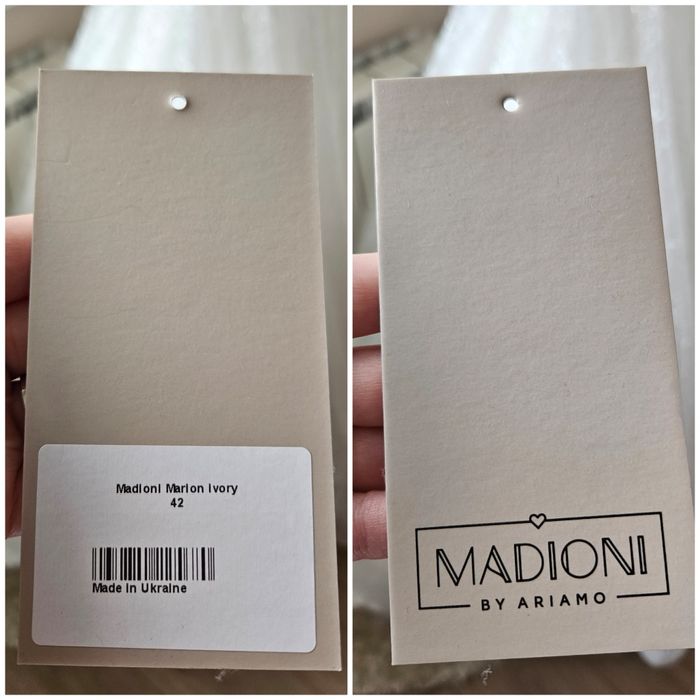 Madioni Marion ivory
42
Made in Ukraine
MADIONI
BY ARIAMO